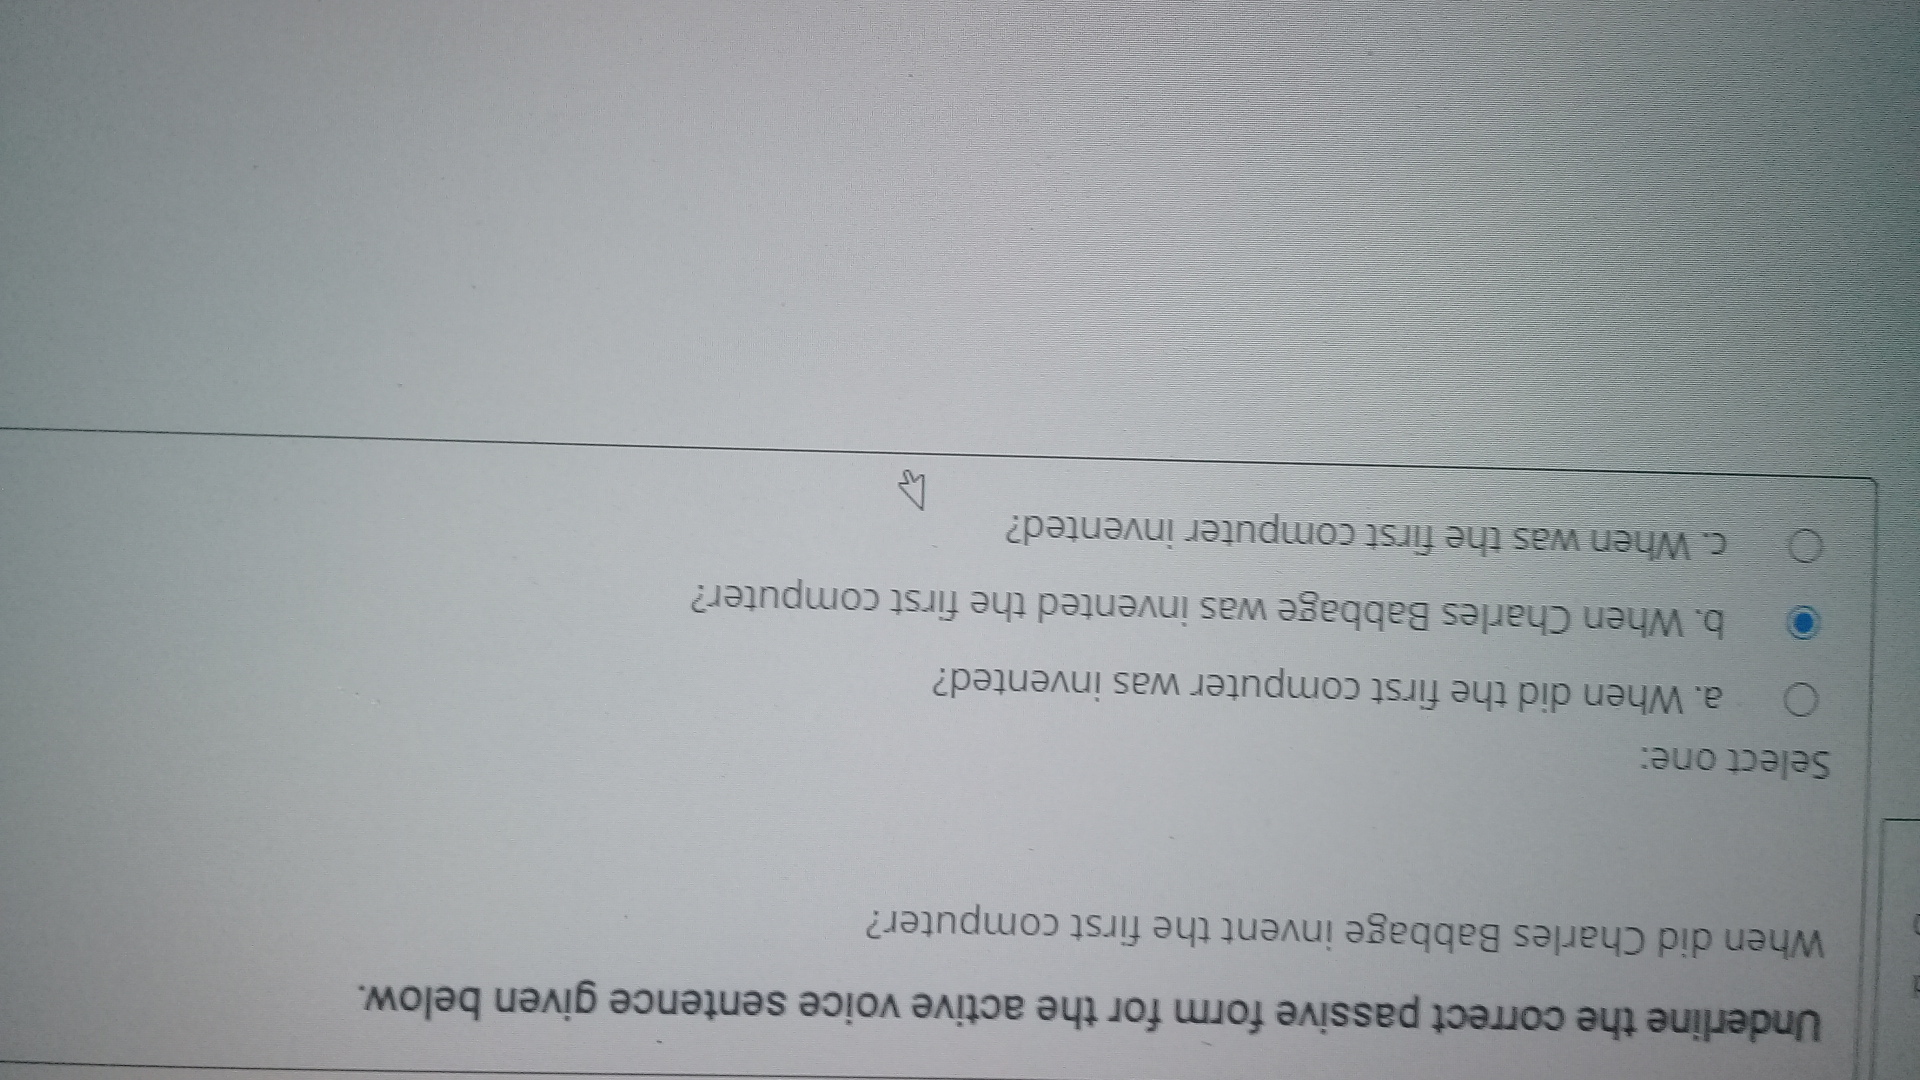 Underline the correct passive form for the active voice sentence given below.
When did Charles Babbage invent the first computer?
Select one:
a. When did the first computer was invented?
b. When Charles Babbage was invented the first computer?
c. When was the first computer invented?